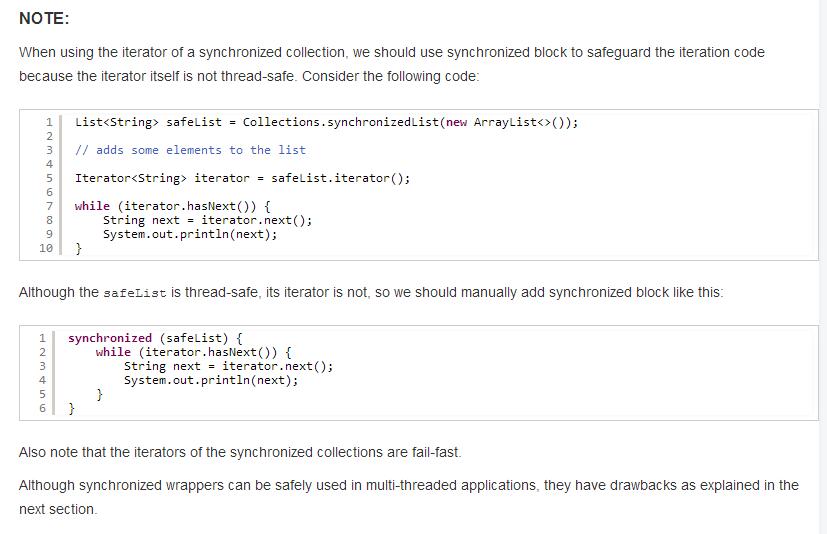 NOTE:
When using the iterator of a synchronized collection, we should use synchronized block to safeguard the iteration code
because the iterator itself is not thread-safe. Consider the following code:
1 List<String> safeList = Collections.synchronizedList(new ArrayList<>());
2
3 // adds some elements to the list
4
5 Iterator<String> iterator = safeList.iterator();
6
7 while (iterator.hasNext()) {
8     String next = iterator.next();
9     System.out.println(next);
10 }
Although the safeList is thread-safe, its iterator is not, so we should manually add synchronized block like this:
1 synchronized (safeList) {
2     while (iterator.hasNext()) {
3         String next = iterator.next();
4         System.out.println(next);
5     }
6 }
Also note that the iterators of the synchronized collections are fail-fast.
Although synchronized wrappers can be safely used in multi-threaded applications, they have drawbacks as explained in the
next section.